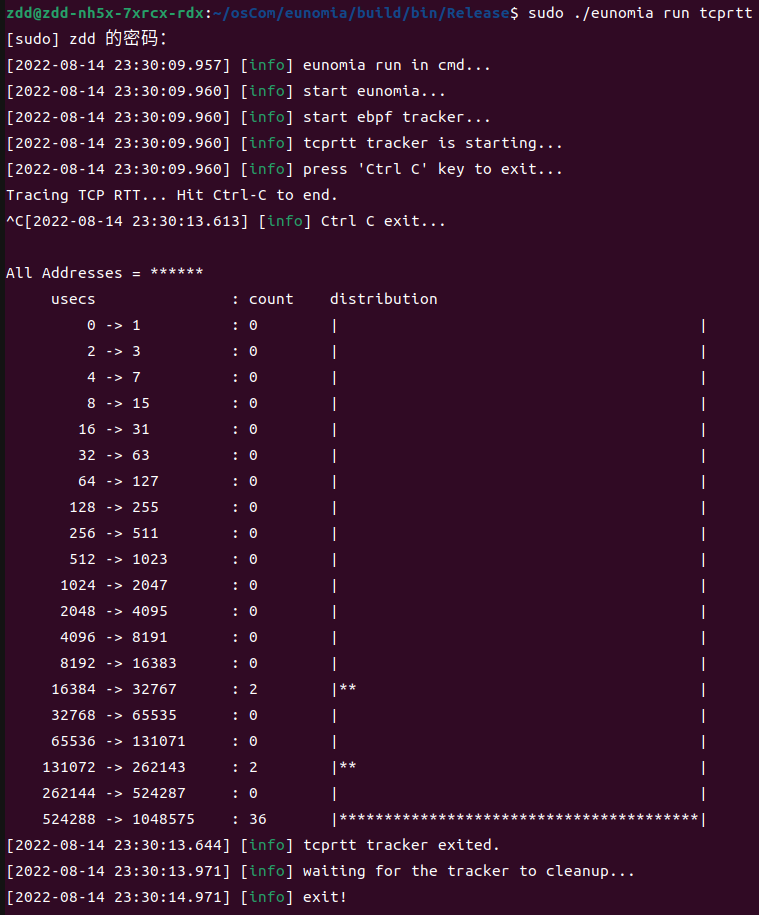 zdd@zdd-nh5x-7xrcx-rdx:~/osCom/eunomia/build/bin/Release$ sudo ./eunomia run tcprtt
[sudo] zdd 的密码：
[2022-08-14 23:30:09.957] [info] eunomia run in cmd...
[2022-08-14 23:30:09.960] [info] start eunomia...
[2022-08-14 23:30:09.960] [info] start ebpf tracker...
[2022-08-14 23:30:09.960] [info] tcprtt tracker is starting...
[2022-08-14 23:30:09.960] [info] press 'Ctrl C' key to exit...
Tracing TCP RTT... Hit Ctrl-C to end.
^C[2022-08-14 23:30:13.613] [info] Ctrl C exit...

All Addresses = ******
     usecs               : count    distribution
         0 -> 1          : 0        |                                        |
         2 -> 3          : 0        |                                        |
         4 -> 7          : 0        |                                        |
         8 -> 15         : 0        |                                        |
        16 -> 31         : 0        |                                        |
        32 -> 63         : 0        |                                        |
        64 -> 127        : 0        |                                        |
       128 -> 255        : 0        |                                        |
       256 -> 511        : 0        |                                        |
       512 -> 1023       : 0        |                                        |
      1024 -> 2047       : 0        |                                        |
      2048 -> 4095       : 0        |                                        |
      4096 -> 8191       : 0        |                                        |
      8192 -> 16383      : 0        |                                        |
     16384 -> 32767      : 2        |**                                      |
     32768 -> 65535      : 0        |                                        |
     65536 -> 131071     : 0        |                                        |
    131072 -> 262143     : 2        |**                                      |
    262144 -> 524287     : 0        |                                        |
    524288 -> 1048575    : 36       |****************************************|
[2022-08-14 23:30:13.644] [info] tcprtt tracker exited.
[2022-08-14 23:30:13.971] [info] waiting for the tracker to cleanup...
[2022-08-14 23:30:14.971] [info] exit!